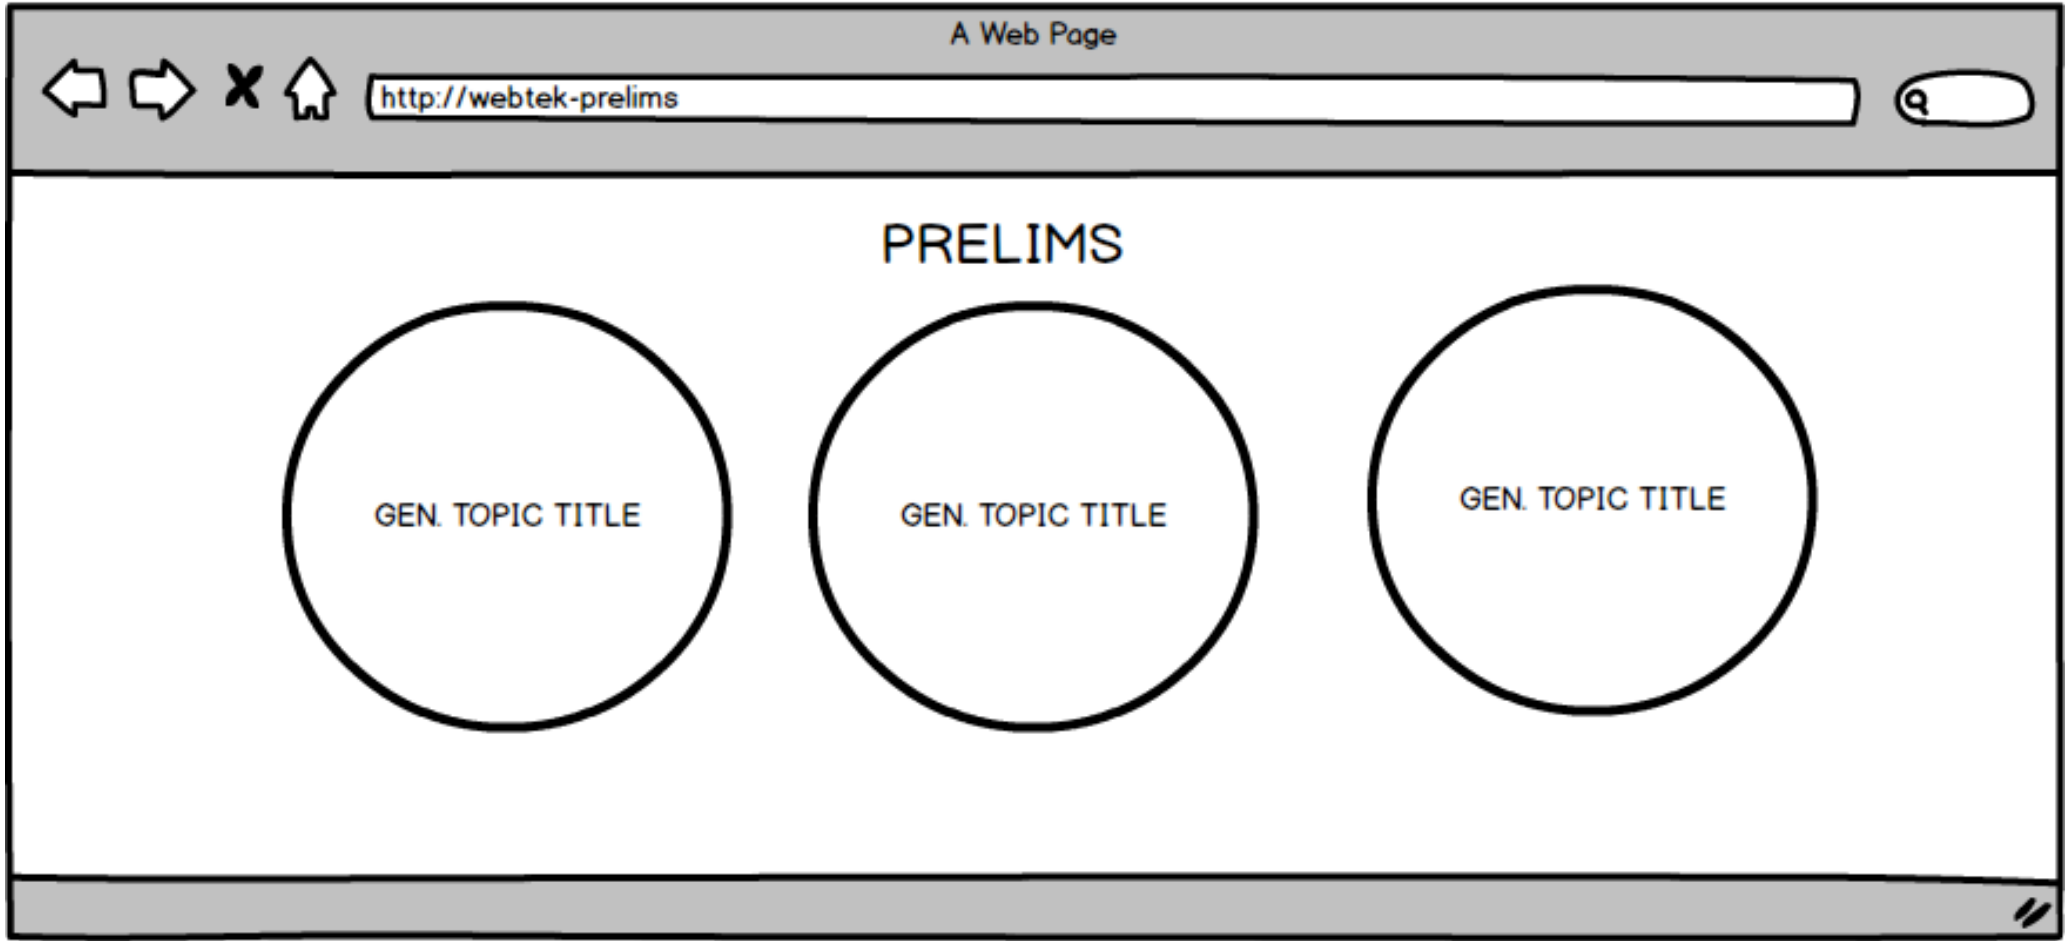 A Web Page
http://webtek-prelims
PRELIMS
GEN. TOPIC TITLE
GEN. TOPIC TITLE
GEN. TOPIC TITLE